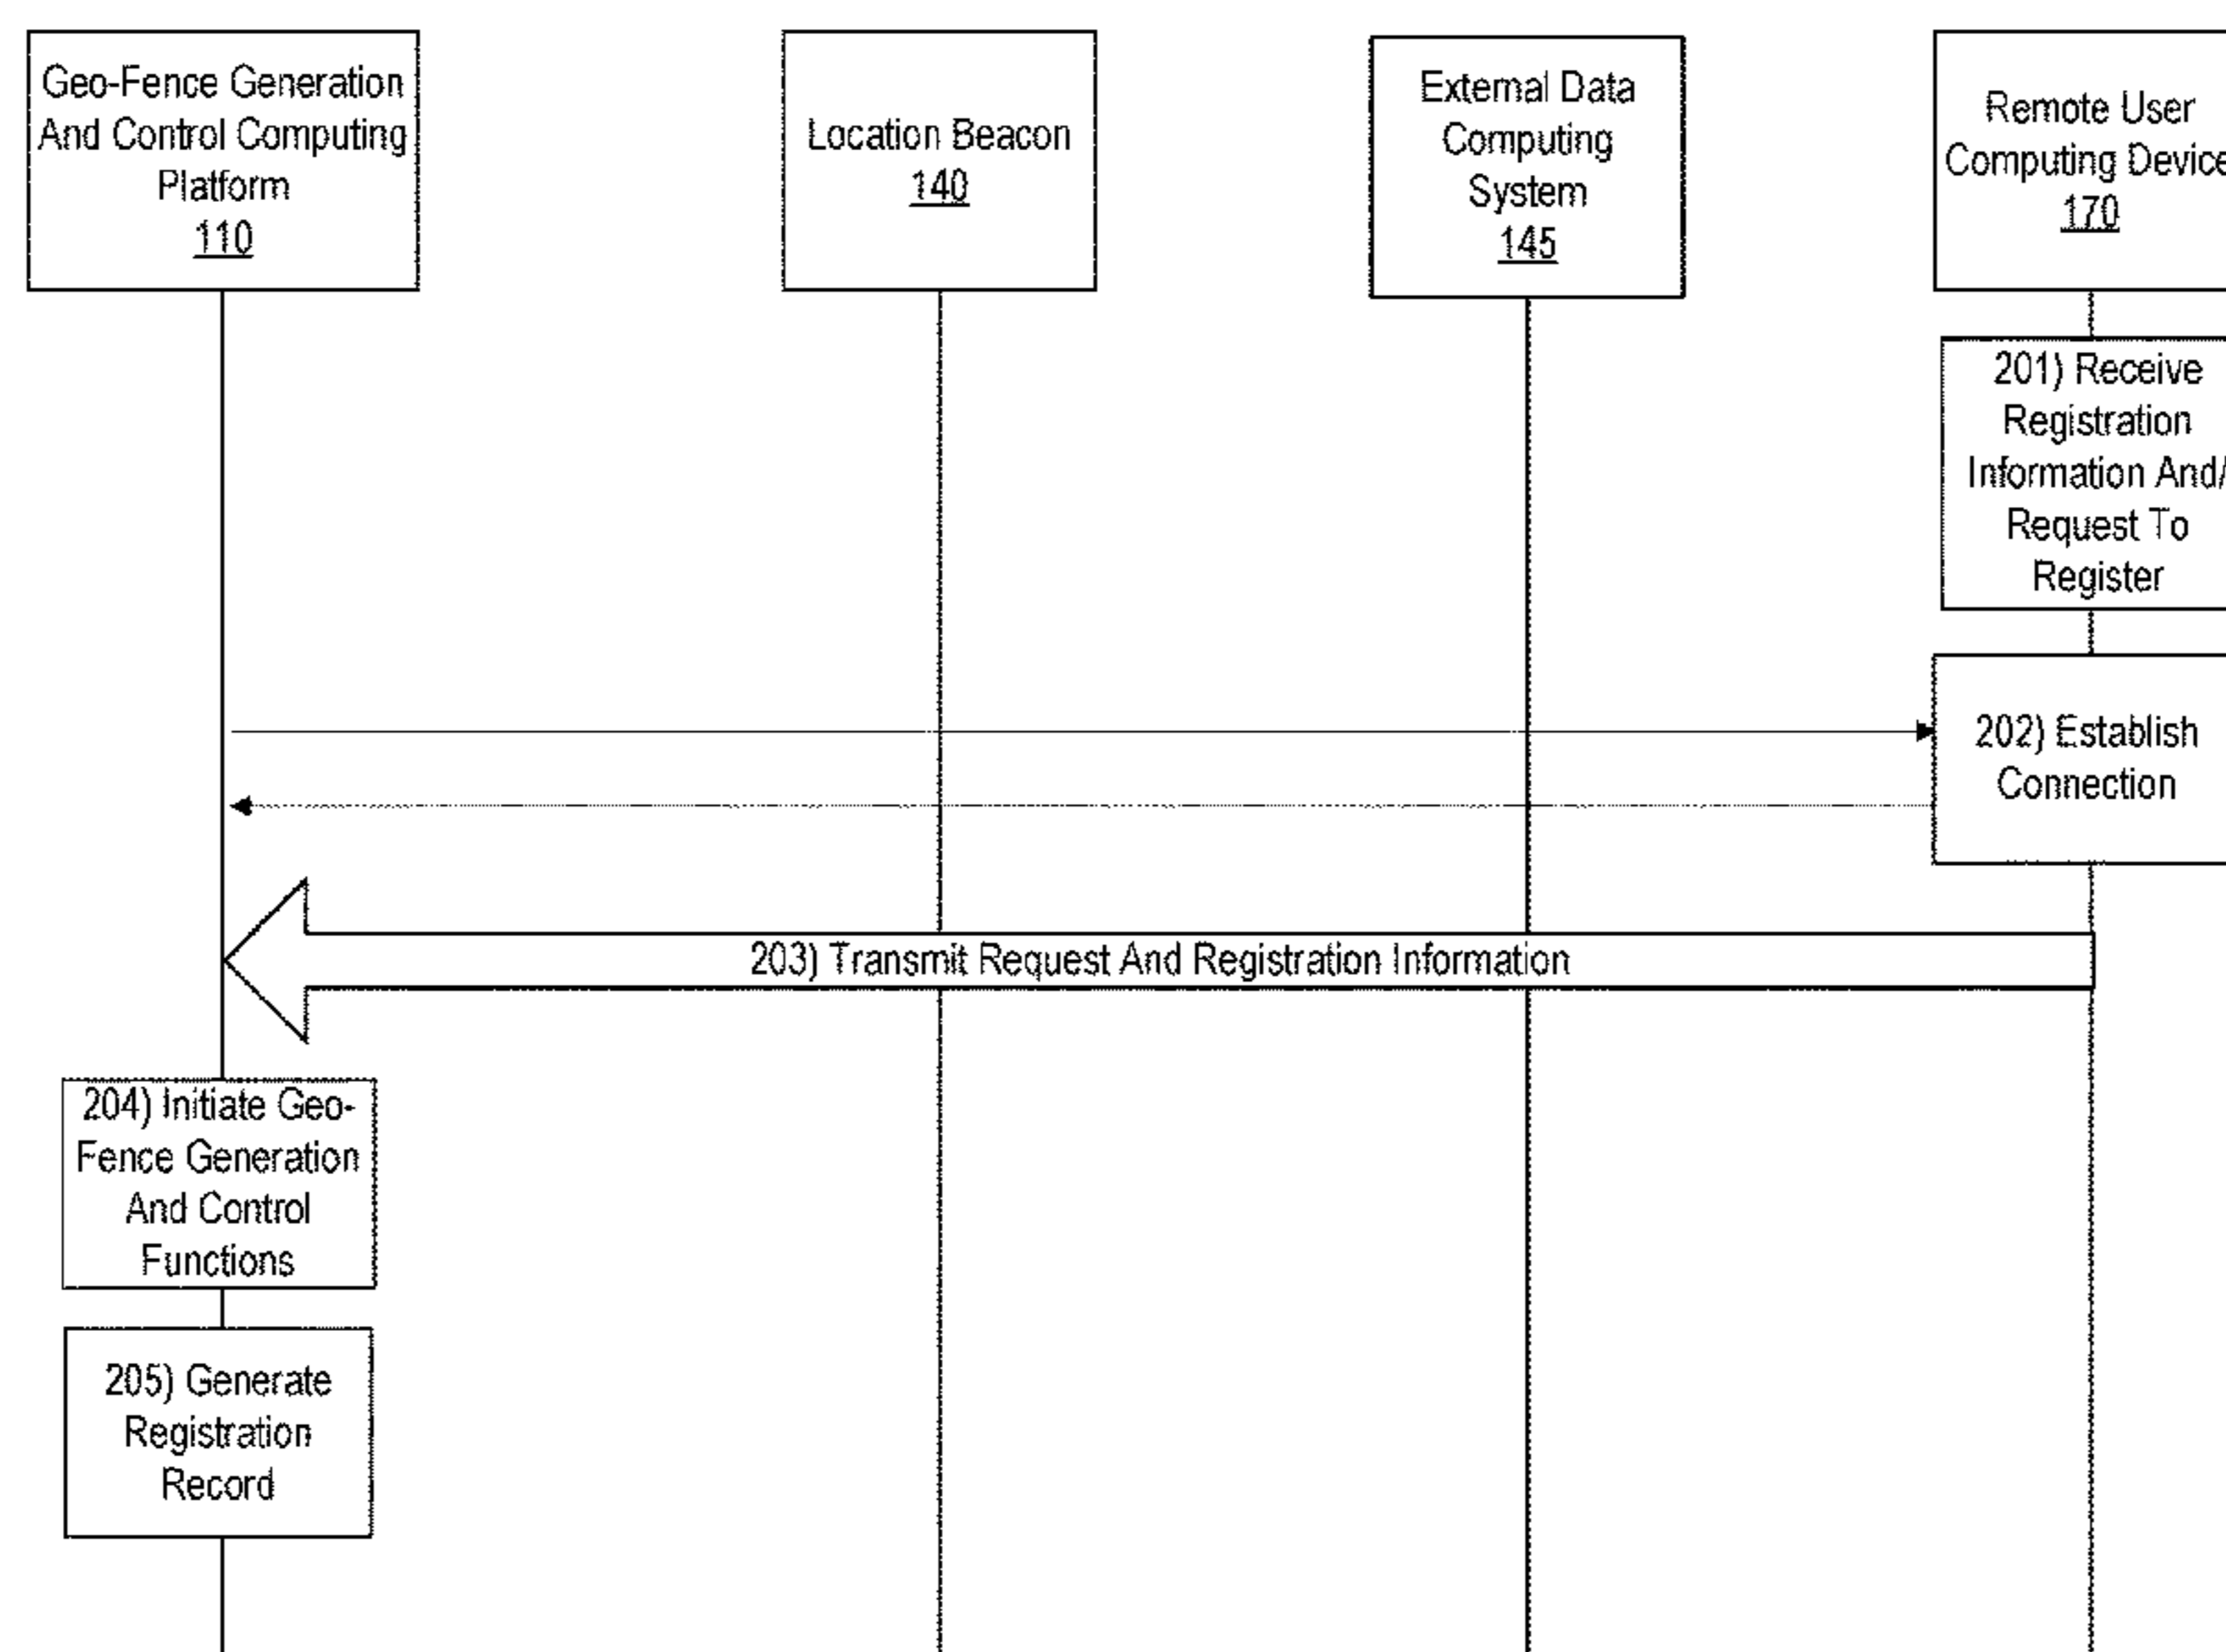 Geo-Fence Generation
And Control Computing
Platform
110
Location Beacon
140
External Data
Computing
System
145
Remote User
Computing Device
170
201) Receive
Registration
Information And/
Request To
Register
202) Establish
Connection
203) Transmit Request And Registration Information
204) Initiate Geo-
Fence Generation
And Control
Functions
205) Generate
Registration
Record